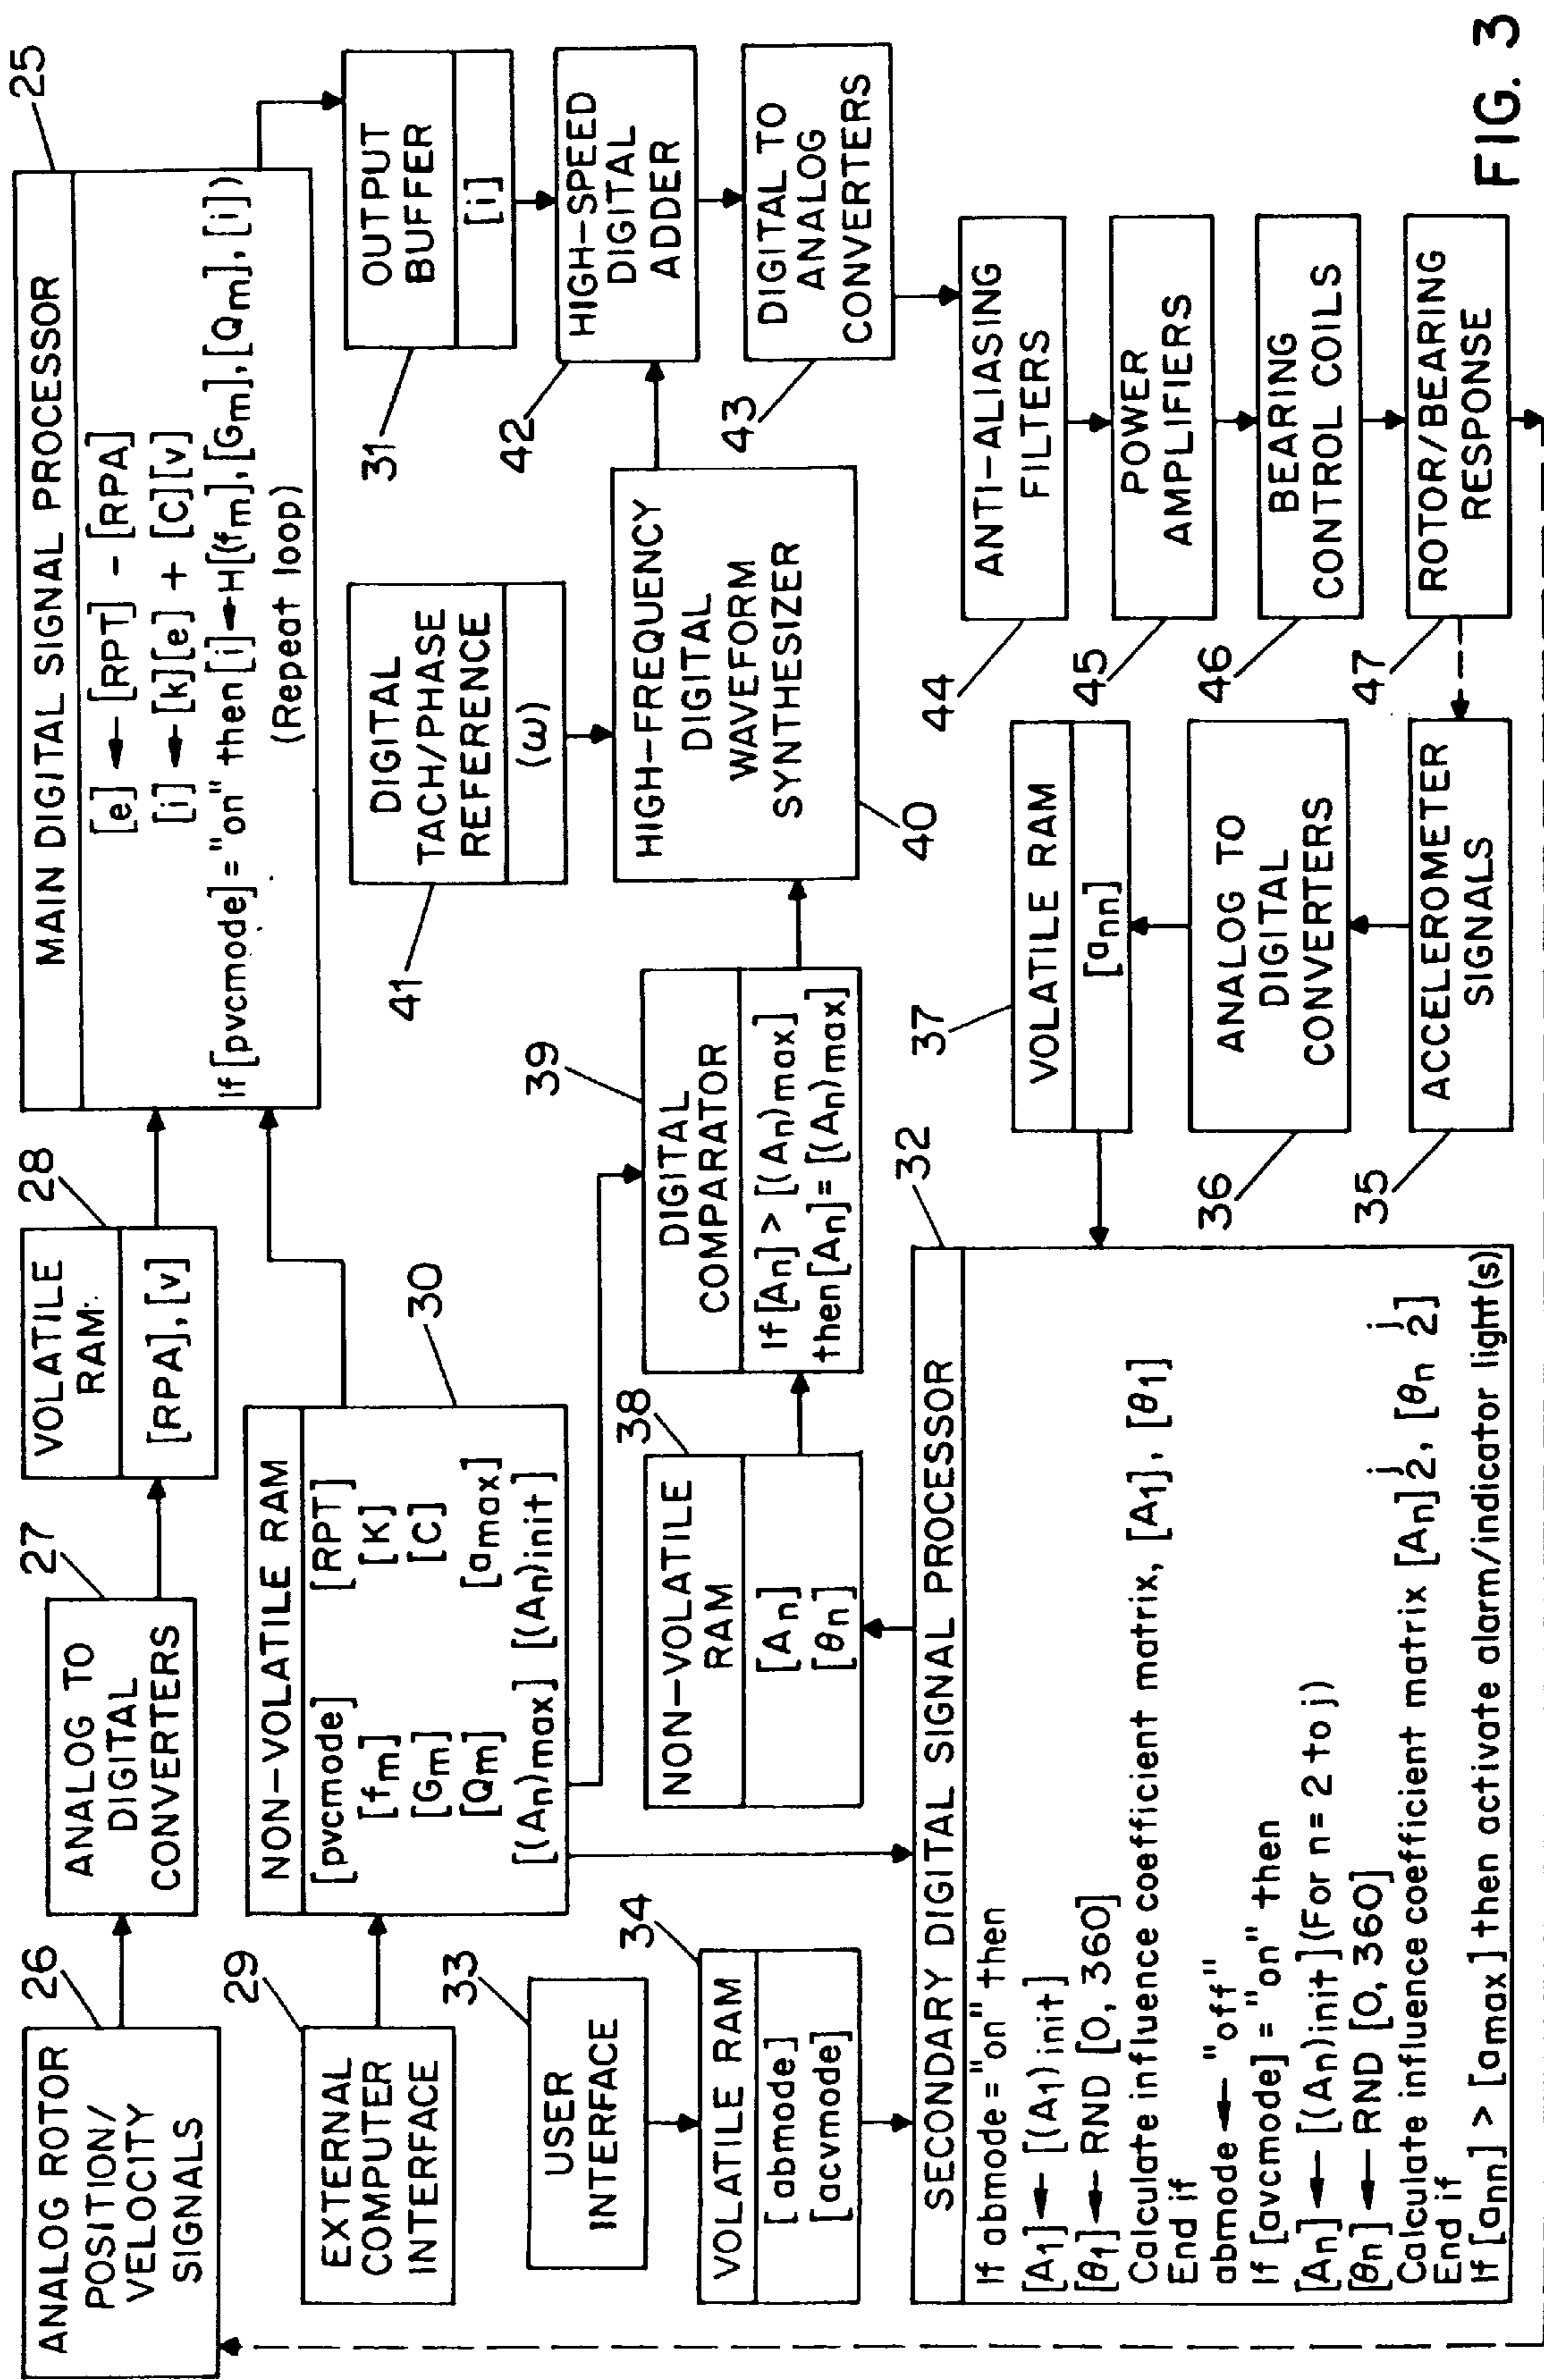 25
MAIN DIGITAL SIGNAL PROCESSOR
[e] ← [RPT] – [RPA]
[i] ← [k][e] + [C][v]
If [pvcmode] = "on" then [i] ← H[(fm], [Gm], [Qm], [i])
(Repeat loop)
28
VOLATILE
RAM
[RPA], [v]
27
ANALOG TO
DIGITAL
CONVERTERS
26
ANALOG ROTOR
POSITION/
VELOCITY
SIGNALS
29
EXTERNAL
COMPUTER
INTERFACE
30
NON-VOLATILE RAM
[pvcmode] [RPT]
[fm] [K]
[Gm] [C]
[Qm] [amax]
[(An)max] [(An)init]
31
OUTPUT
BUFFER
[i]
41
DIGITAL
TACH/PHASE
REFERENCE
(ω)
42
HIGH-SPEED
DIGITAL
ADDER
33
USER
INTERFACE
34
VOLATILE RAM
[abmode]
[acvmode]
38
NON-VOLATILE
RAM
[An]
[θn]
39
DIGITAL
COMPARATOR
If [An] > [(An)max]
then [An] = [(An)max]
40
HIGH-FREQUENCY
DIGITAL
WAVEFORM
SYNTHESIZER
43
DIGITAL TO
ANALOG
CONVERTERS
32
SECONDARY DIGITAL SIGNAL PROCESSOR
If abmode = "on" then
[A1] ← [(A1)init]
[θ1] ← RND [0, 360]
Calculate influence coefficient matrix, [A1], [θ1]
End if
abmode ← "off"
If [avcmode] = "on" then
[An] ← [(An)init] (For n = 2 to j)
[θn] ← RND [0, 360]
Calculate influence coefficient matrix [An]j2, [θn j2]
End if
If [ann] > [amax] then activate alarm/indicator light(s)
37
VOLATILE RAM
[ann]
36
ANALOG TO
DIGITAL
CONVERTERS
35
ACCELEROMETER
SIGNALS
44
ANTI-ALIASING
FILTERS
45
POWER
AMPLIFIERS
46
BEARING
CONTROL COILS
47
ROTOR/BEARING
RESPONSE
FIG. 3